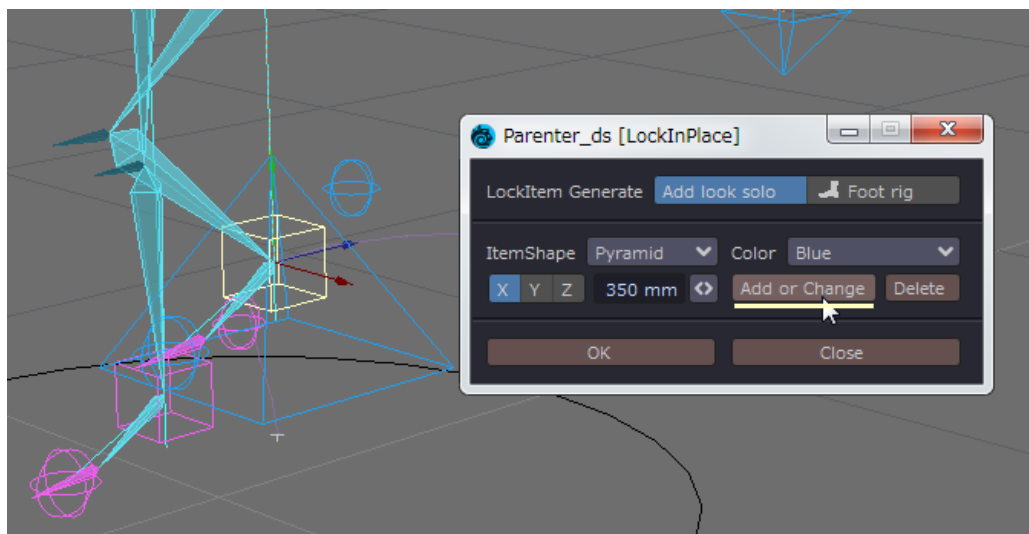 Parenter_ds [LockInPlace]
LockItem Generate Add look solo Foot rig
ItemShape Pyramid Color Blue
X Y Z 350 mm <> Add or Change Delete
OK Close